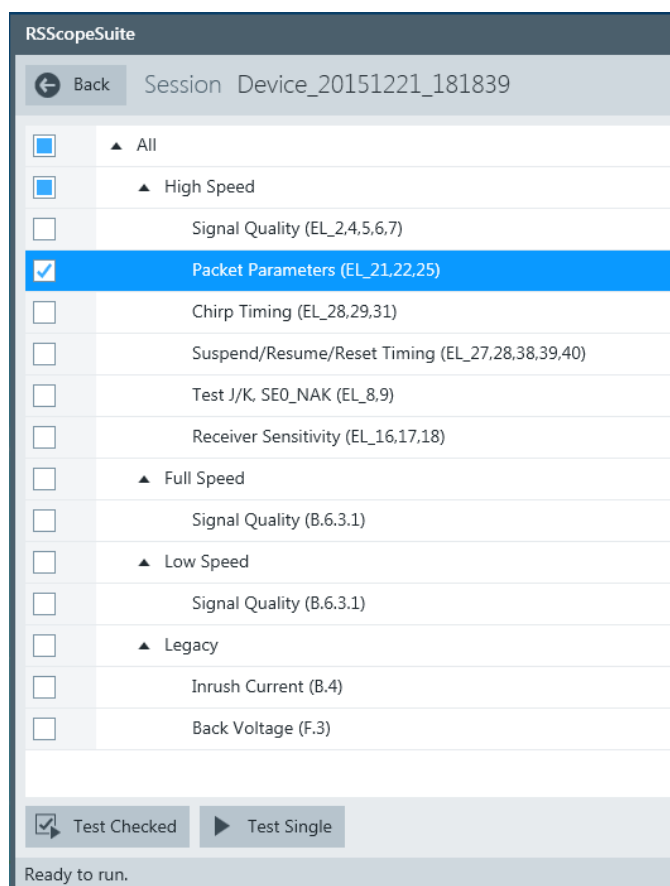 RSScopeSuite
Back Session Device_20151221_181839
All
High Speed
Signal Quality (EL_2,4,5,6,7)
Packet Parameters (EL_21,22,25)
Chirp Timing (EL_28,29,31)
Suspend/Resume/Reset Timing (EL_27,28,38,39,40)
Test J/K, SE0_NAK (EL_8,9)
Receiver Sensitivity (EL_16,17,18)
Full Speed
Signal Quality (B.6.3.1)
Low Speed
Signal Quality (B.6.3.1)
Legacy
Inrush Current (B.4)
Back Voltage (F.3)
Test Checked Test Single
Ready to run.